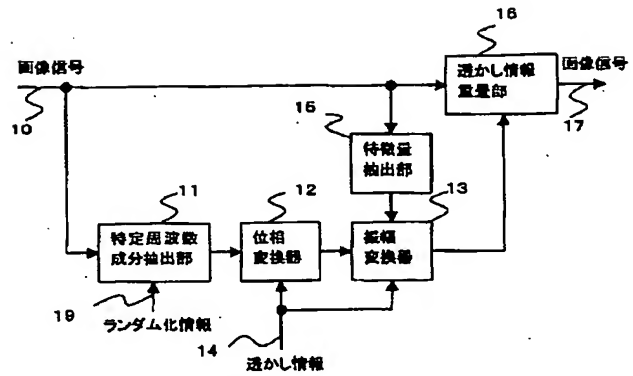 画像信号
10
11
特定周波数
成分抽出部
19
ランダム化情報
12
位相
変換器
14
透かし情報
15
特徴量
抽出部
13
振幅
変換器
16
透かし情報
重畳部
画像信号
17